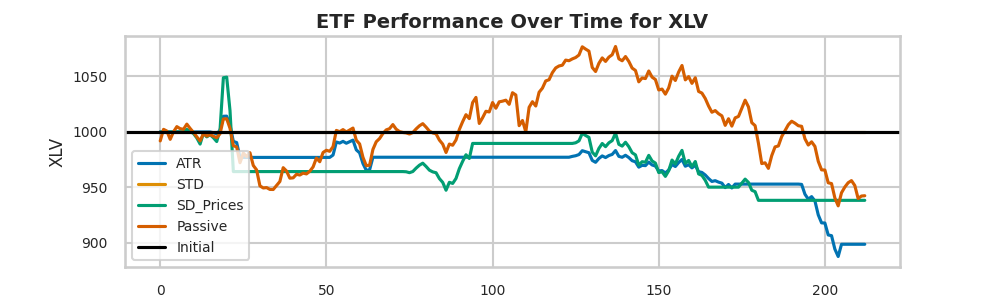 ETF Performance Over Time for XLV
XLV
1050
1000
950
900
ATR
STD
SD_Prices
Passive
Initial
0 50 100 150 200